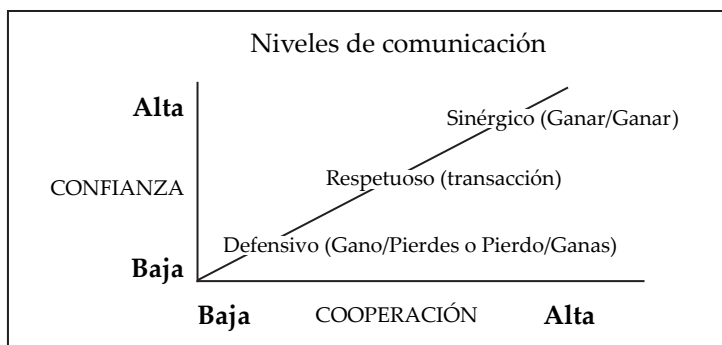 Niveles de comunicación
Alta
Sinérgico (Ganar/Ganar)
CONFIANZA
Respetuoso (transacción)
Defensivo (Gano/Pierdes o Pierdo/Ganas)
Baja
Baja COOPERACIÓN Alta